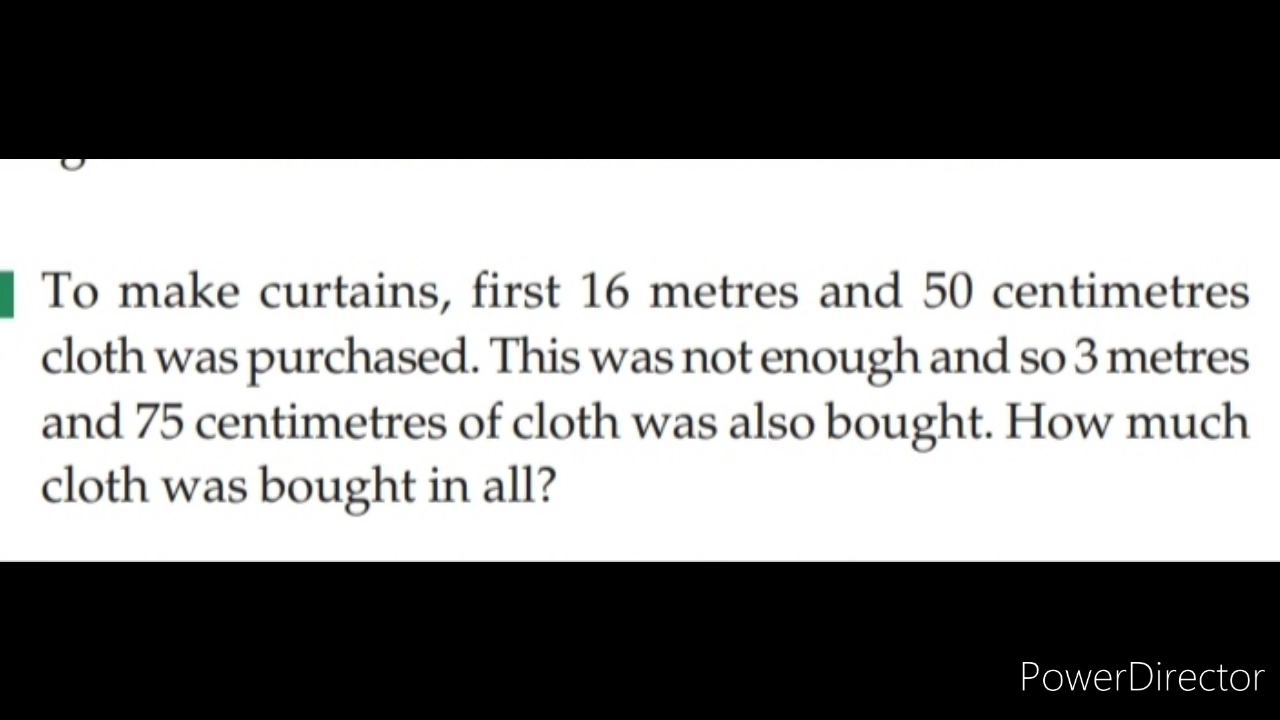 To make curtains, first 16 metres and 50 centimetres
cloth was purchased. This was not enough and so 3 metres
and 75 centimetres of cloth was also bought. How much
cloth was bought in all?
PowerDirector